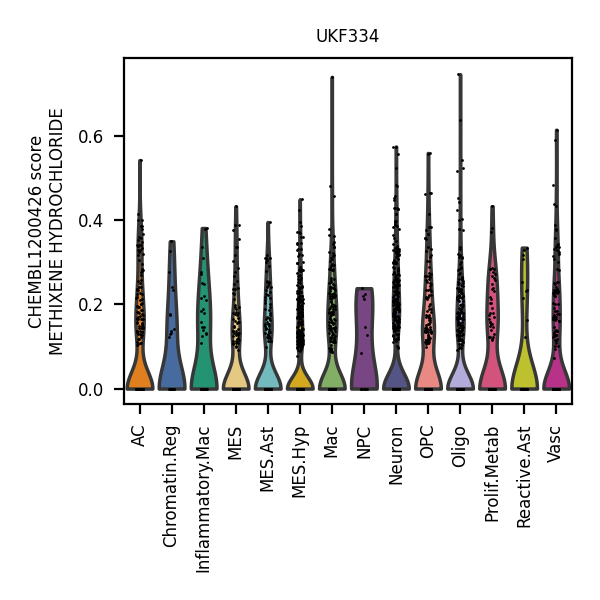 UKF334
CHEMBL1200426 score
METHIXENE HYDROCHLORIDE
0.6
0.4
0.2
0.0
AC
Chromatin.Reg
Inflammatory.Mac
MES
MES.Ast
MES.Hyp
Mac
NPC
Neuron
OPC
Oligo
Prolif.Metab
Reactive.Ast
Vasc